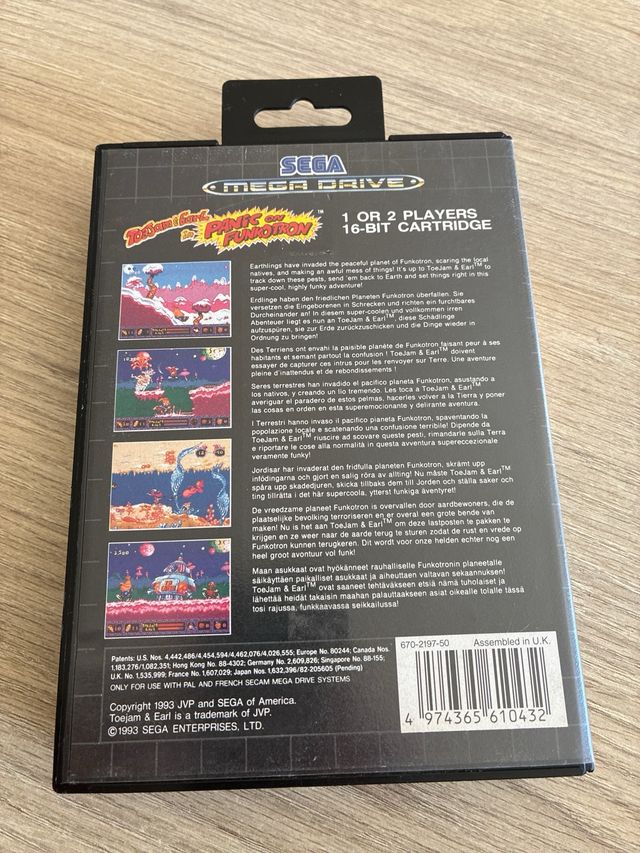 SEGA
MEGA DRIVE
ToeJam & Earl
in PANIC ON
FUNKOTRON™
1 OR 2 PLAYERS
16-BIT CARTRIDGE
Earthlings have invaded the peaceful planet of Funkotron, scaring the local
natives, and making an awful mess of things! It's up to ToeJam & Earl™ to
track down these pests, send 'em back to Earth and set things right in this
super-cool, highly funky adventure!
Erdlinge haben den friedlichen Planeten Funkotron überfallen. Sie
versetzen die Eingeborenen in Schrecken und richten ein furchtbares
Durcheinander an! In diesem super-coolen und vollkommen irren
Abenteuer liegt es nun an ToeJam & Earl™, diese Schädlinge
aufzuspüren, sie zur Erde zurückzuschicken und die Dinge wieder in
Ordnung zu bringen!
Des Terriens ont envahi la paisible planète de Funkotron faisant peur à ses
habitants et semant partout la confusion ! ToeJam & Earl™ doivent
essayer de capturer ces intrus pour les renvoyer sur Terre. Une aventure
pleine d'inattendus et de rebondissements !
Seres terrestres han invadido el pacifico planeta Funkotron, asustando a
los nativos, y creando un lío tremendo. Les toca a ToeJam & Earl™
averiguar el paradero de estos pelmas, hacerles volver a la Tierra y poner
las cosas en orden en esta superemocionante y delirante aventura.
I Terrestri hanno invaso il pacifico planeta Funkotron, spaventando la
popolazione locale e scatenando una confusione terribile! Dipende da
ToeJam & Earl™ riuscire ad scovare queste pesti, rimandarle sulla Terra
e riportare le cose alla normalità in questa avventura supereccezionale
veramente funky!
Jordisar har invaderat den fridfulla planeten Funkotron, skrämt upp
infödingarna och gjort en salig röra av allting! Nu måste ToeJam & Earl™
spåra upp skadedjuren, skicka tillbaks dem till Jorden och ställa saker och
ting tillrätta i det här supercoola, ytterst funkiga äventyret!
De vreedzame planeet Funkotron is overvallen door aardbewoners, die de
plaatselijke bevolking terroriseren en er overal een grote bende van
maken! Nu is het aan ToeJam & Earl™ om deze lastposten te pakken te
krijgen en ze weer naar de aarde terug te sturen zodat de rust en vrede op
Funkotron kunnen terugkeren. Dit wordt voor onze helden echter nog een
heel groot avontuur vol funk!
Maan asukkaat ovat hyökänneet rauhalliselle Funkotronin planeetalle
säikäyttäen paikalliset asukkaat ja aiheuttaen valtavan sekaannuksen!
ToeJam & Earl™ ovat saaneet tehtäväkseen etsiä nämä tuholaiset ja
lähettää heidät takaisin maahan palauttaakseen asiat oikealle tolalle tässä
tosi rajussa, funkkaavassa seikkailussa!
Patents: U.S. Nos. 4,442,486/4,454,594/4,462,076/4,026,555; Europe No. 80244; Canada Nos.
1,183,276/1,082,351; Hong Kong No. 88-4302; Germany No. 2,609,826; Singapore No. 88-155;
U.K. No. 1,535,999; France No. 1,607,029; Japan Nos. 1,632,396/82-205605 (Pending)
ONLY FOR USE WITH PAL AND FRENCH SECAM MEGA DRIVE SYSTEMS
Copyright 1993 JVP and SEGA of America.
Toejam & Earl is a trademark of JVP.
©1993 SEGA ENTERPRISES, LTD.
670-2197-50
Assembled in U.K.
4 974365 610432